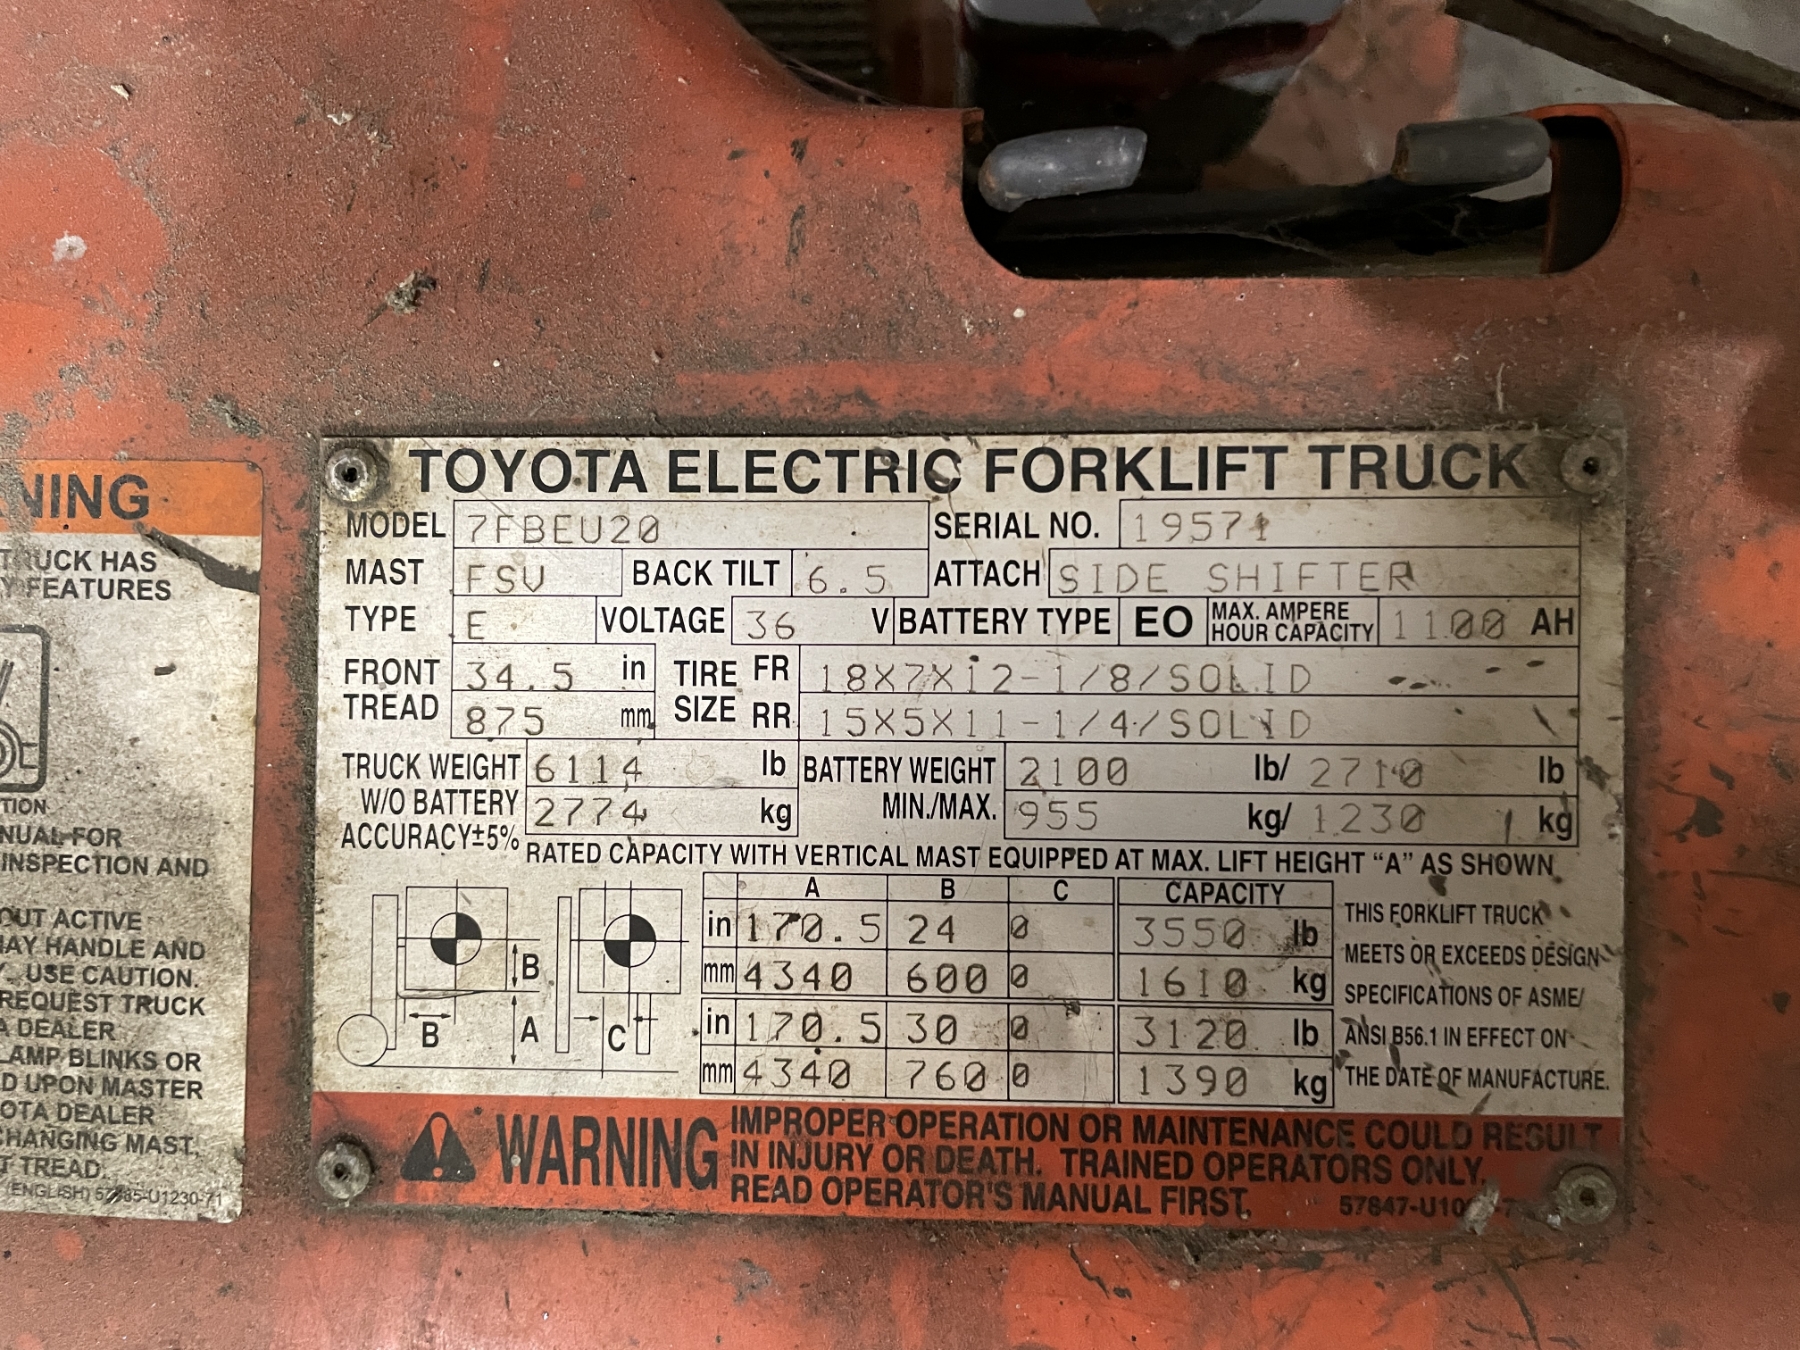 NING
TRUCK HAS
Y FEATURES
TION
NUAL FOR
INSPECTION AND
OUT ACTIVE
MAY HANDLE AND
Y. USE CAUTION.
REQUEST TRUCK
A DEALER
LAMP BLINKS OR
D UPON MASTER
OTA DEALER
CHANGING MAST,
T TREAD.
(ENGLISH)
TOYOTA ELECTRIC FORKLIFT TRUCK
MODEL 7FBEU20 SERIAL NO. 19571
MAST FSV BACK TILT 6.5 ATTACH SIDE SHIFTER
TYPE E VOLTAGE 36 V BATTERY TYPE EO MAX. AMPERE HOUR CAPACITY 1100 AH
FRONT TREAD 34.5 in TIRE SIZE FR 18X7X12-1/8/SOLID
875 mm RR 15X5X11-1/4/SOLID
TRUCK WEIGHT 6114 lb BATTERY WEIGHT 2100 lb/ 2710 lb
W/O BATTERY 2774 kg MIN./MAX. 955 kg/ 1230 kg
ACCURACY±5%
RATED CAPACITY WITH VERTICAL MAST EQUIPPED AT MAX. LIFT HEIGHT “A” AS SHOWN
A B C CAPACITY
in 170.5 24 0 3550 lb
mm 4340 600 0 1610 kg
in 170.5 30 0 3120 lb
mm 4340 760 0 1390 kg
B
B
A
C
THIS FORKLIFT TRUCK
MEETS OR EXCEEDS DESIGN
SPECIFICATIONS OF ASME/
ANSI B56.1 IN EFFECT ON
THE DATE OF MANUFACTURE.
WARNING
IMPROPER OPERATION OR MAINTENANCE COULD RESULT
IN INJURY OR DEATH. TRAINED OPERATORS ONLY.
READ OPERATOR'S MANUAL FIRST.